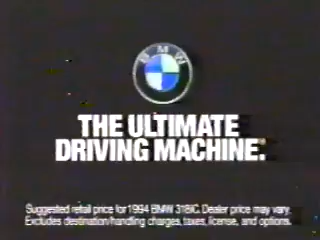 BMW
THE ULTIMATE
DRIVING MACHINE.
Suggested retail price for 1994 BMW 318iC. Dealer price may vary.
Excludes destination/handling charges, taxes, license, and options.